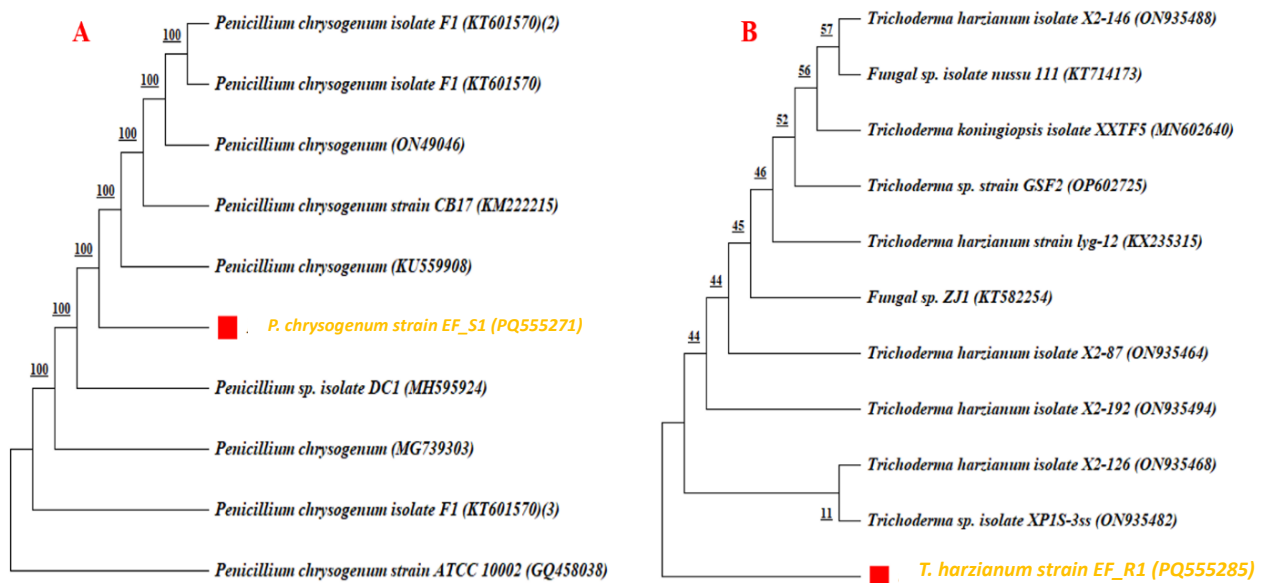 A
100
Penicillium chrysogenum isolate F1 (KT601570)(2)
100
Penicillium chrysogenum isolate F1 (KT601570)
100
Penicillium chrysogenum (ON49046)
100
Penicillium chrysogenum strain CB17 (KM222215)
100
Penicillium chrysogenum (KU559908)
100
. P. chrysogenum strain EF_S1 (PQ555271)
100
Penicillium sp. isolate DC1 (MH595924)
Penicillium chrysogenum (MG739303)
Penicillium chrysogenum isolate F1 (KT601570)(3)
Penicillium chrysogenum strain ATCC 10002 (GQ458038)
B
Trichoderma harzianum isolate X2-146 (ON935488)
57
Fungal sp. isolate nussu 111 (KT714173)
56
Trichoderma koningiopsis isolate XXTF5 (MN602640)
52
Trichoderma sp. strain GSF2 (OP602725)
46
Trichoderma harzianum strain lyg-12 (KX235315)
45
Fungal sp. ZJ1 (KT582254)
44
Trichoderma harzianum isolate X2-87 (ON935464)
44
Trichoderma harzianum isolate X2-192 (ON935494)
Trichoderma harzianum isolate X2-126 (ON935468)
11
Trichoderma sp. isolate XP1S-3ss (ON935482)
T. harzianum strain EF_R1 (PQ555285)